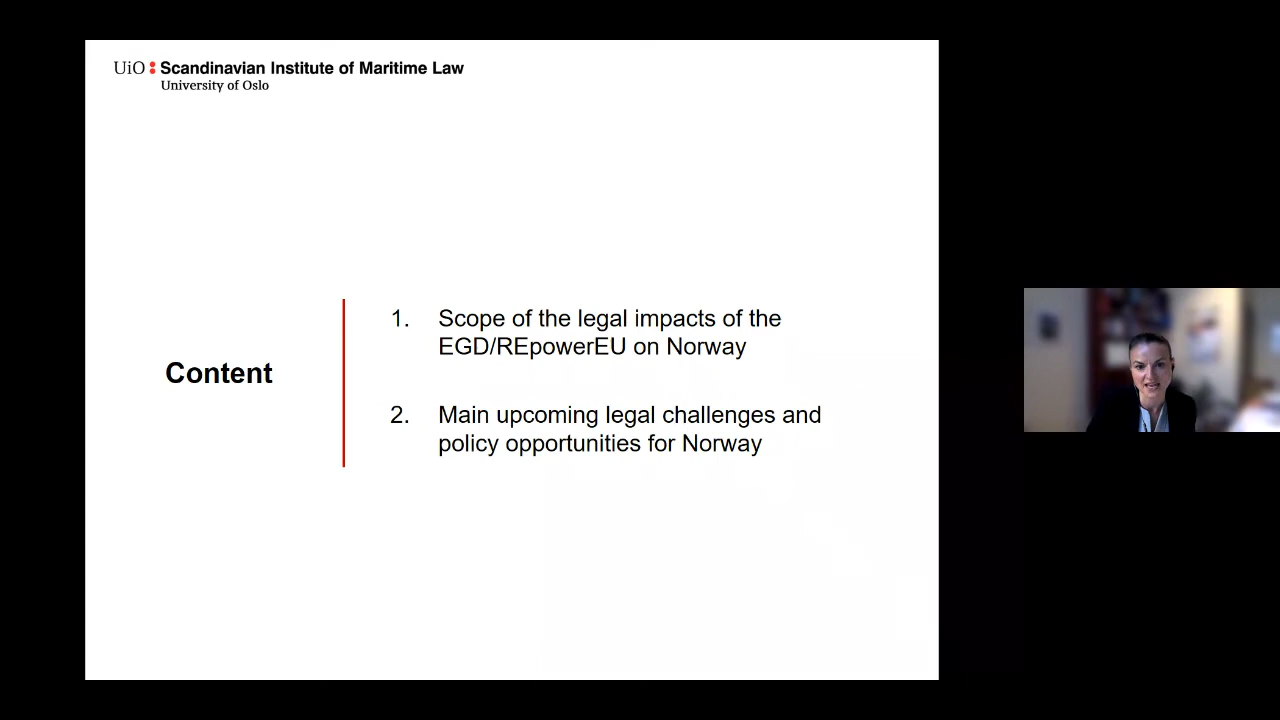 UiO : Scandinavian Institute of Maritime Law
University of Oslo
Content
1. Scope of the legal impacts of the
EGD/REpowerEU on Norway
2. Main upcoming legal challenges and
policy opportunities for Norway